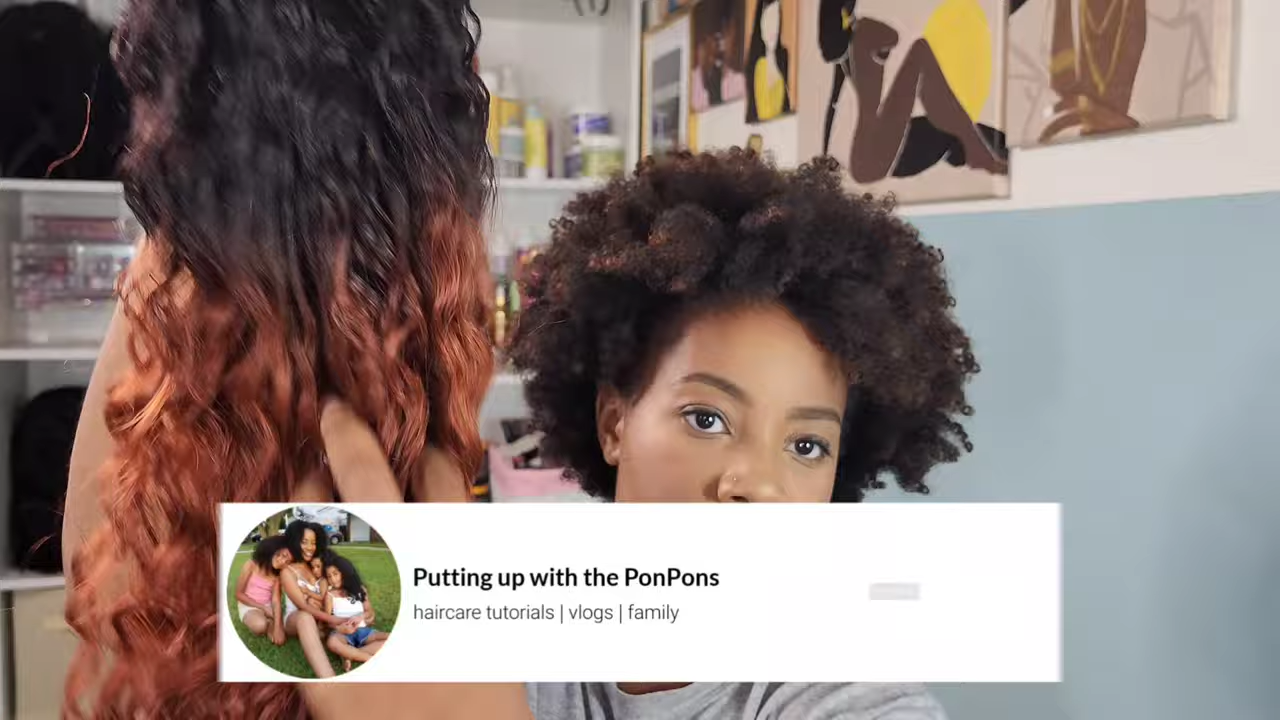 Putting up with the PonPons
haircare tutorials | vlogs | family